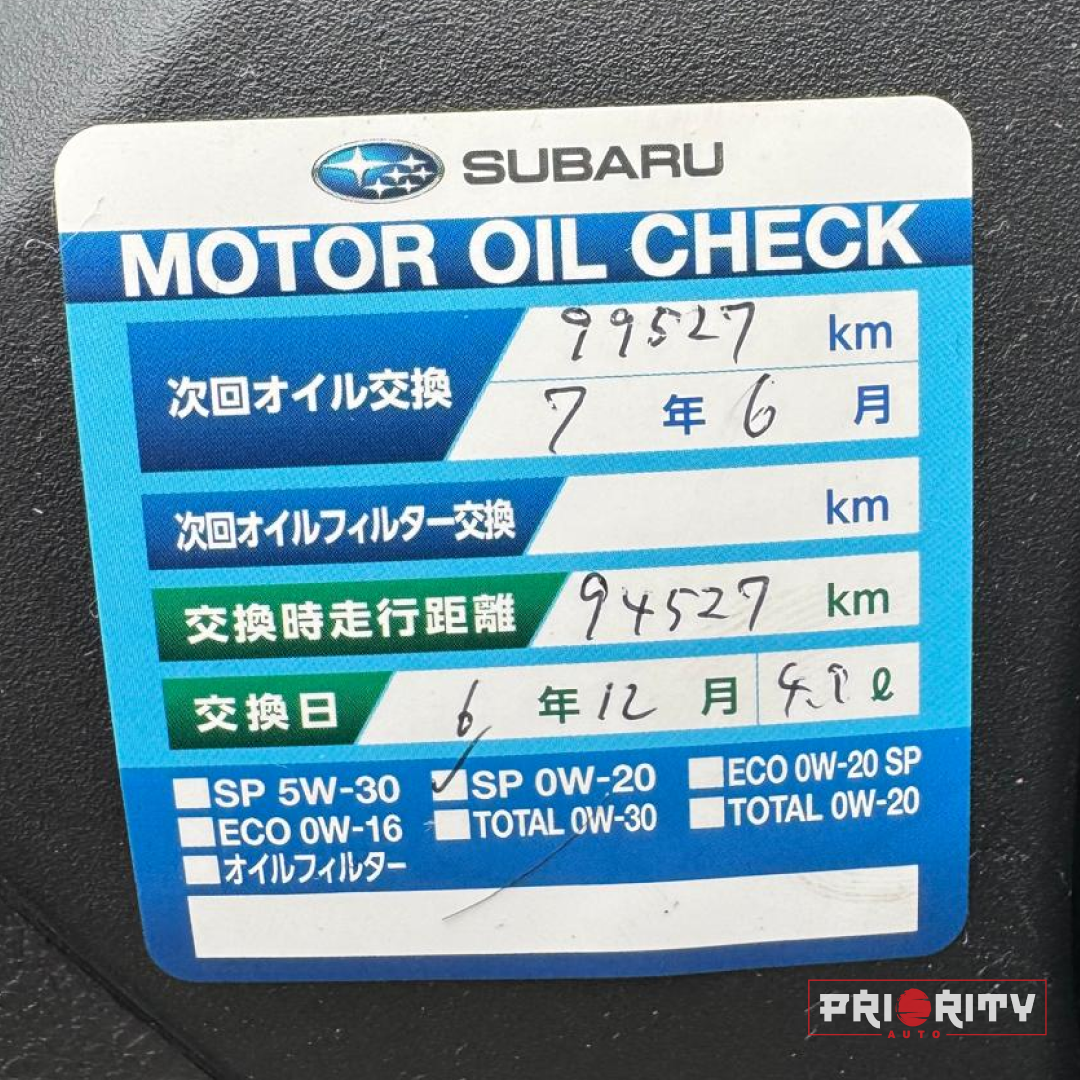 SUBARU
MOTOR OIL CHECK
次回オイル交換 99527 km
7 年 6 月
次回オイルフィルター交換 km
交換時走行距離 94527 km
交換日 6 年 12 月 4.1 ℓ
SP 5W-30 SP 0W-20 ECO 0W-20 SP
ECO 0W-16 TOTAL 0W-30 TOTAL 0W-20
オイルフィルター
PRIORITY
AUTO